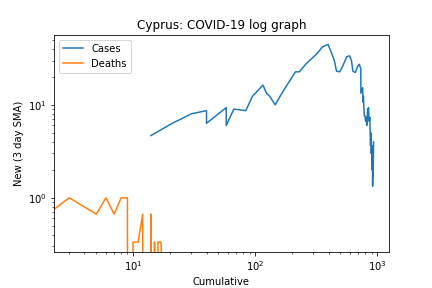 Cyprus: COVID-19 log graph
Cases
Deaths
New (3 day SMA)
10¹
10⁰
10¹
10²
10³
Cumulative